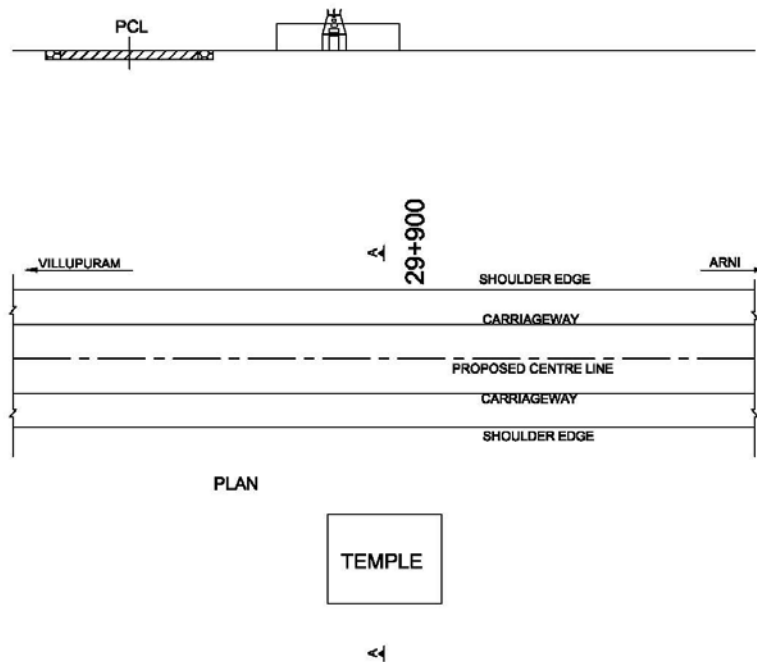 PCL
A
29+900
VILLUPURAM
ARNI
SHOULDER EDGE
CARRIAGEWAY
PROPOSED CENTRE LINE
CARRIAGEWAY
SHOULDER EDGE
PLAN
TEMPLE
A